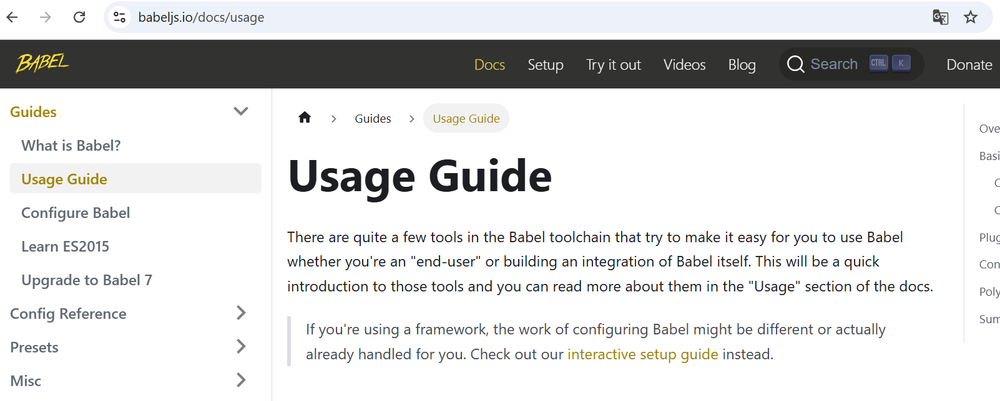 babeljs.io/docs/usage
BABEL
Docs Setup Try it out Videos Blog Search CTRL K Donate
Guides
What is Babel?
Usage Guide
Configure Babel
Learn ES2015
Upgrade to Babel 7
Config Reference
Presets
Misc
Guides Usage Guide
Usage Guide
There are quite a few tools in the Babel toolchain that try to make it easy for you to use Babel
whether you're an "end-user" or building an integration of Babel itself. This will be a quick
introduction to those tools and you can read more about them in the "Usage" section of the docs.
If you're using a framework, the work of configuring Babel might be different or actually
already handled for you. Check out our interactive setup guide instead.
Ove
Basi
C
C
Plug
Con
Poly
Sum